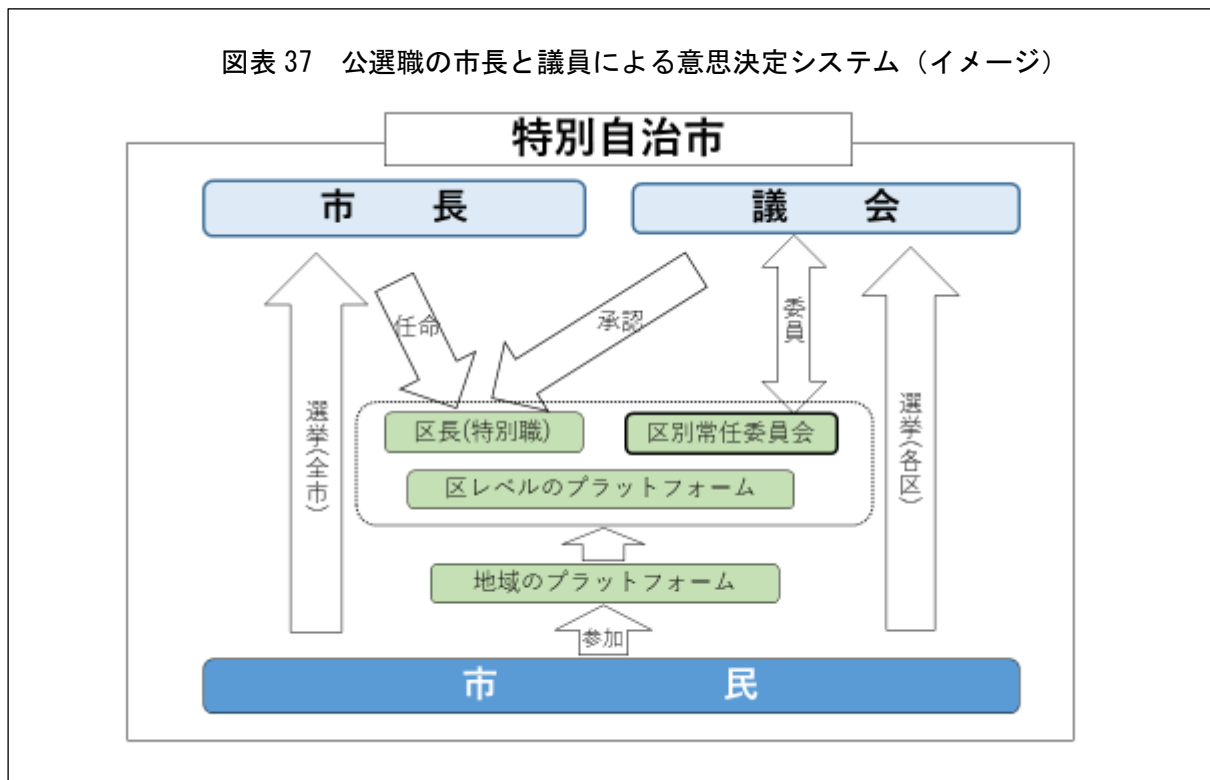 図表 37　公選職の市長と議員による意思決定システム（イメージ）
特別自治市
市　長
議　会
任命
承認
委員
選挙(全市)
選挙(各区)
区長(特別職)
区別常任委員会
区レベルのプラットフォーム
地域のプラットフォーム
参加
市　民